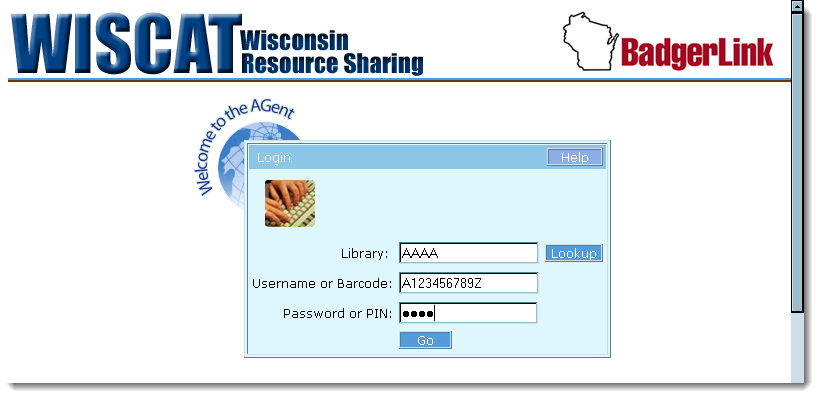 WISCAT Wisconsin
Resource Sharing
BadgerLink
Welcome to the AGent
Login Help
Library: AAAA Lookup
Username or Barcode: A123456789Z
Password or PIN: ●●●●
Go